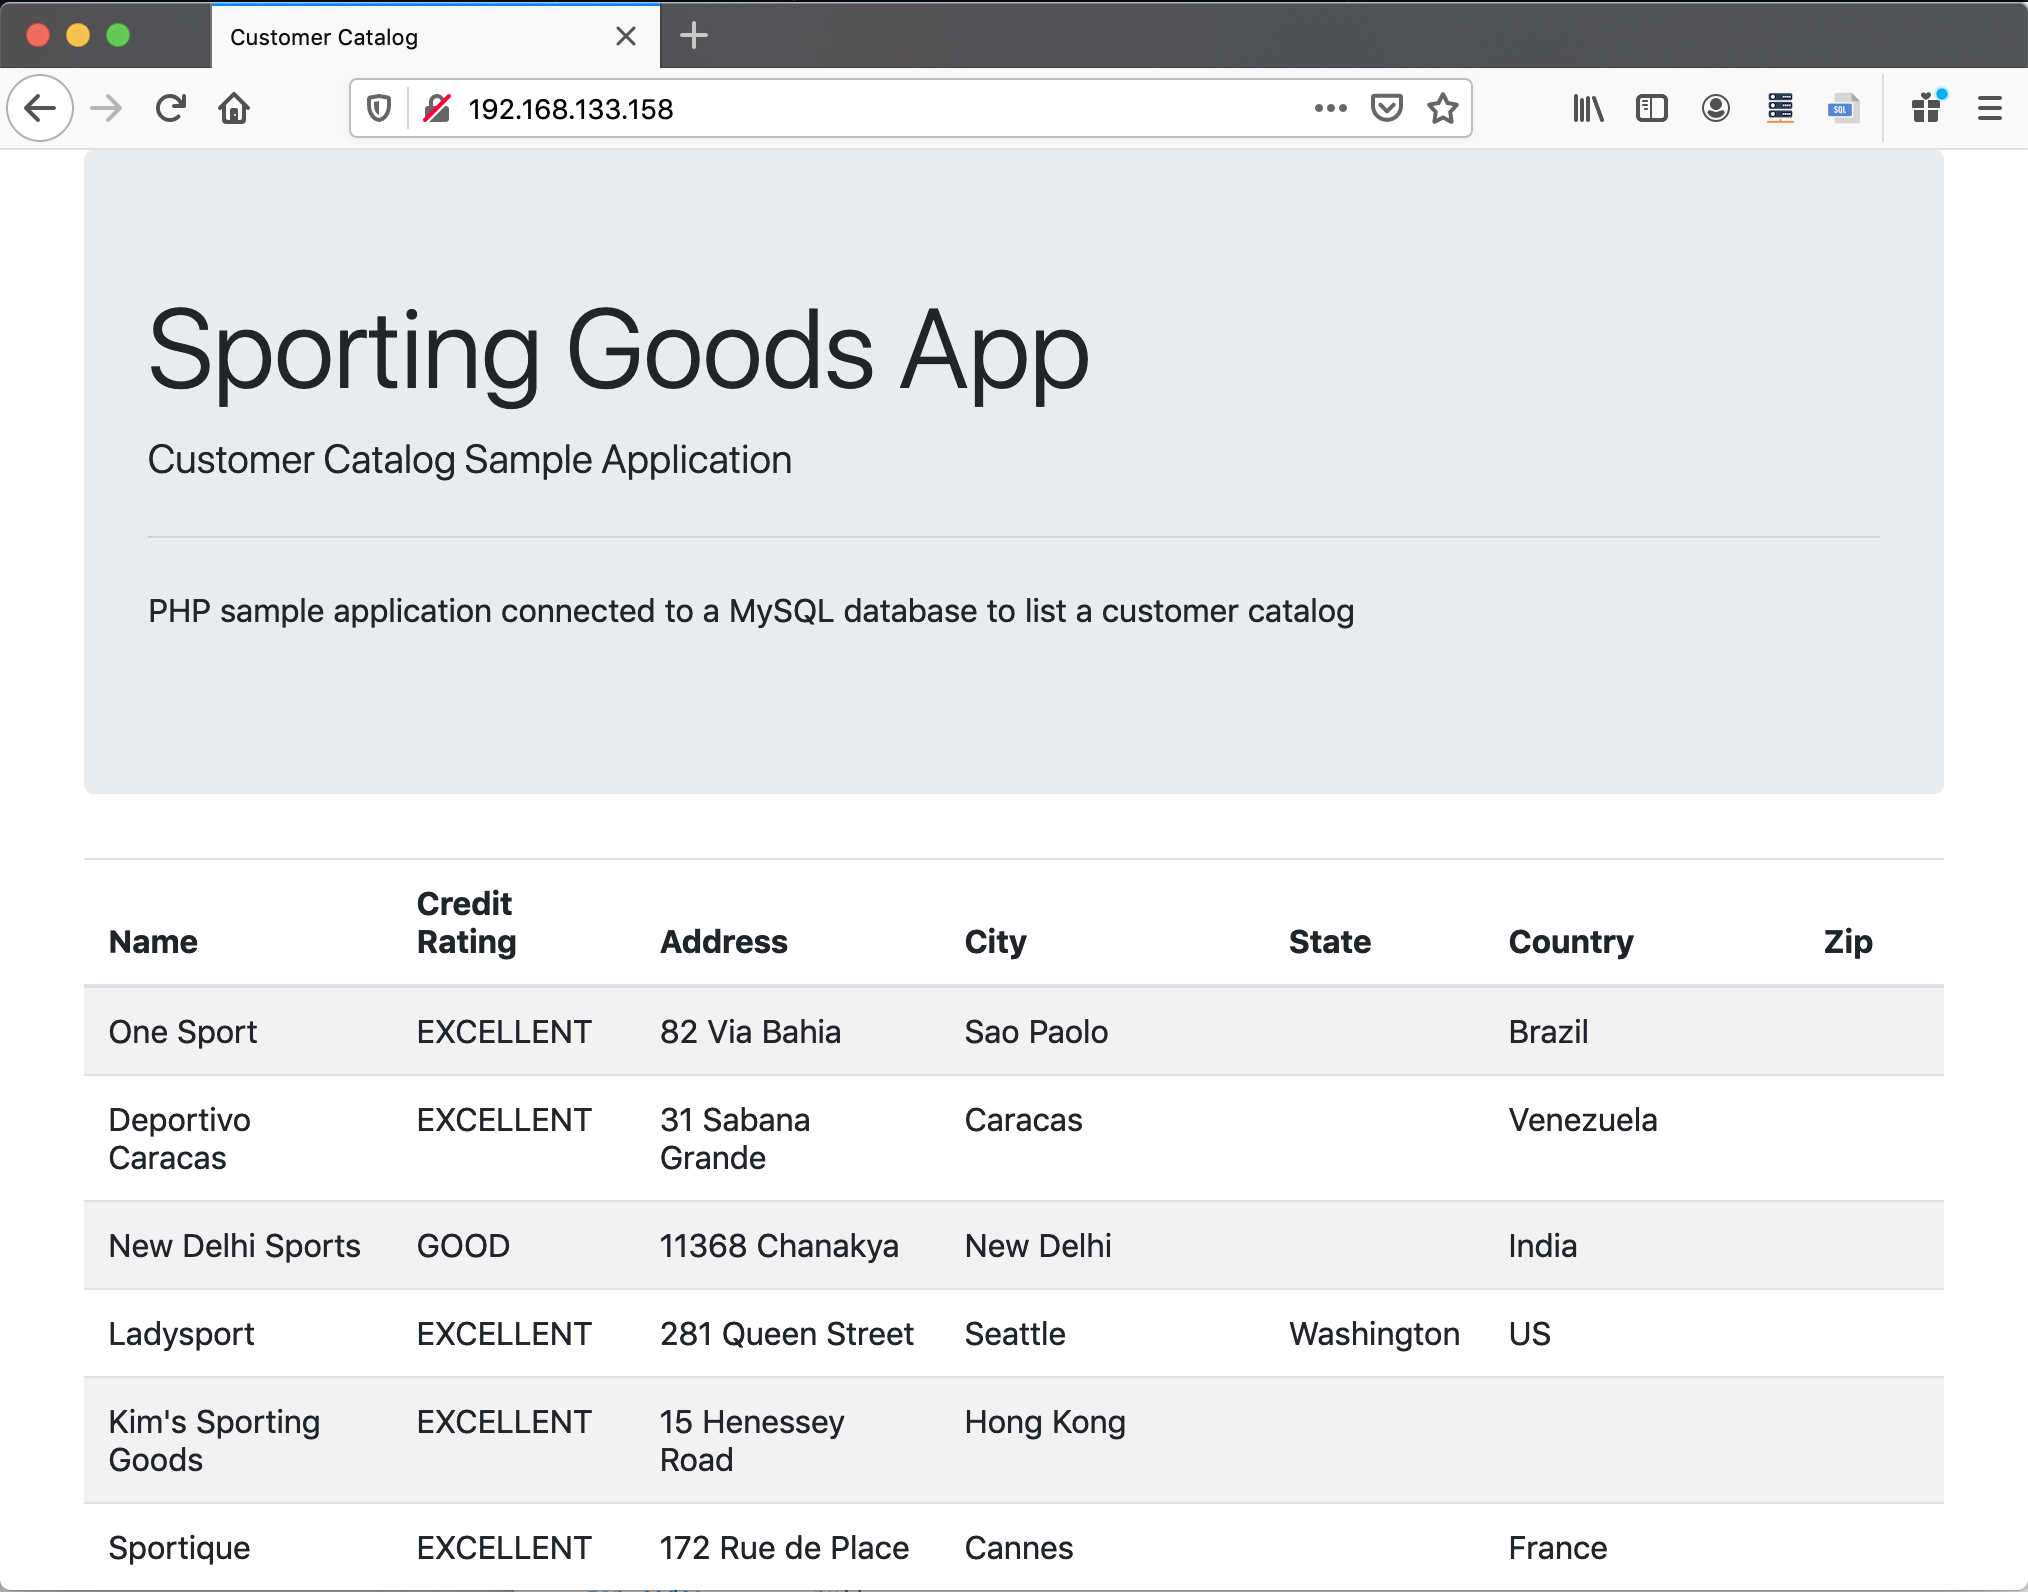 Customer Catalog
192.168.133.158
SQL
Sporting Goods App
Customer Catalog Sample Application
PHP sample application connected to a MySQL database to list a customer catalog
Name Credit Rating Address City State Country Zip
One Sport EXCELLENT 82 Via Bahia Sao Paolo Brazil
Deportivo Caracas EXCELLENT 31 Sabana Grande Caracas Venezuela
New Delhi Sports GOOD 11368 Chanakya New Delhi India
Ladysport EXCELLENT 281 Queen Street Seattle Washington US
Kim's Sporting Goods EXCELLENT 15 Henessey Road Hong Kong
Sportique EXCELLENT 172 Rue de Place Cannes France